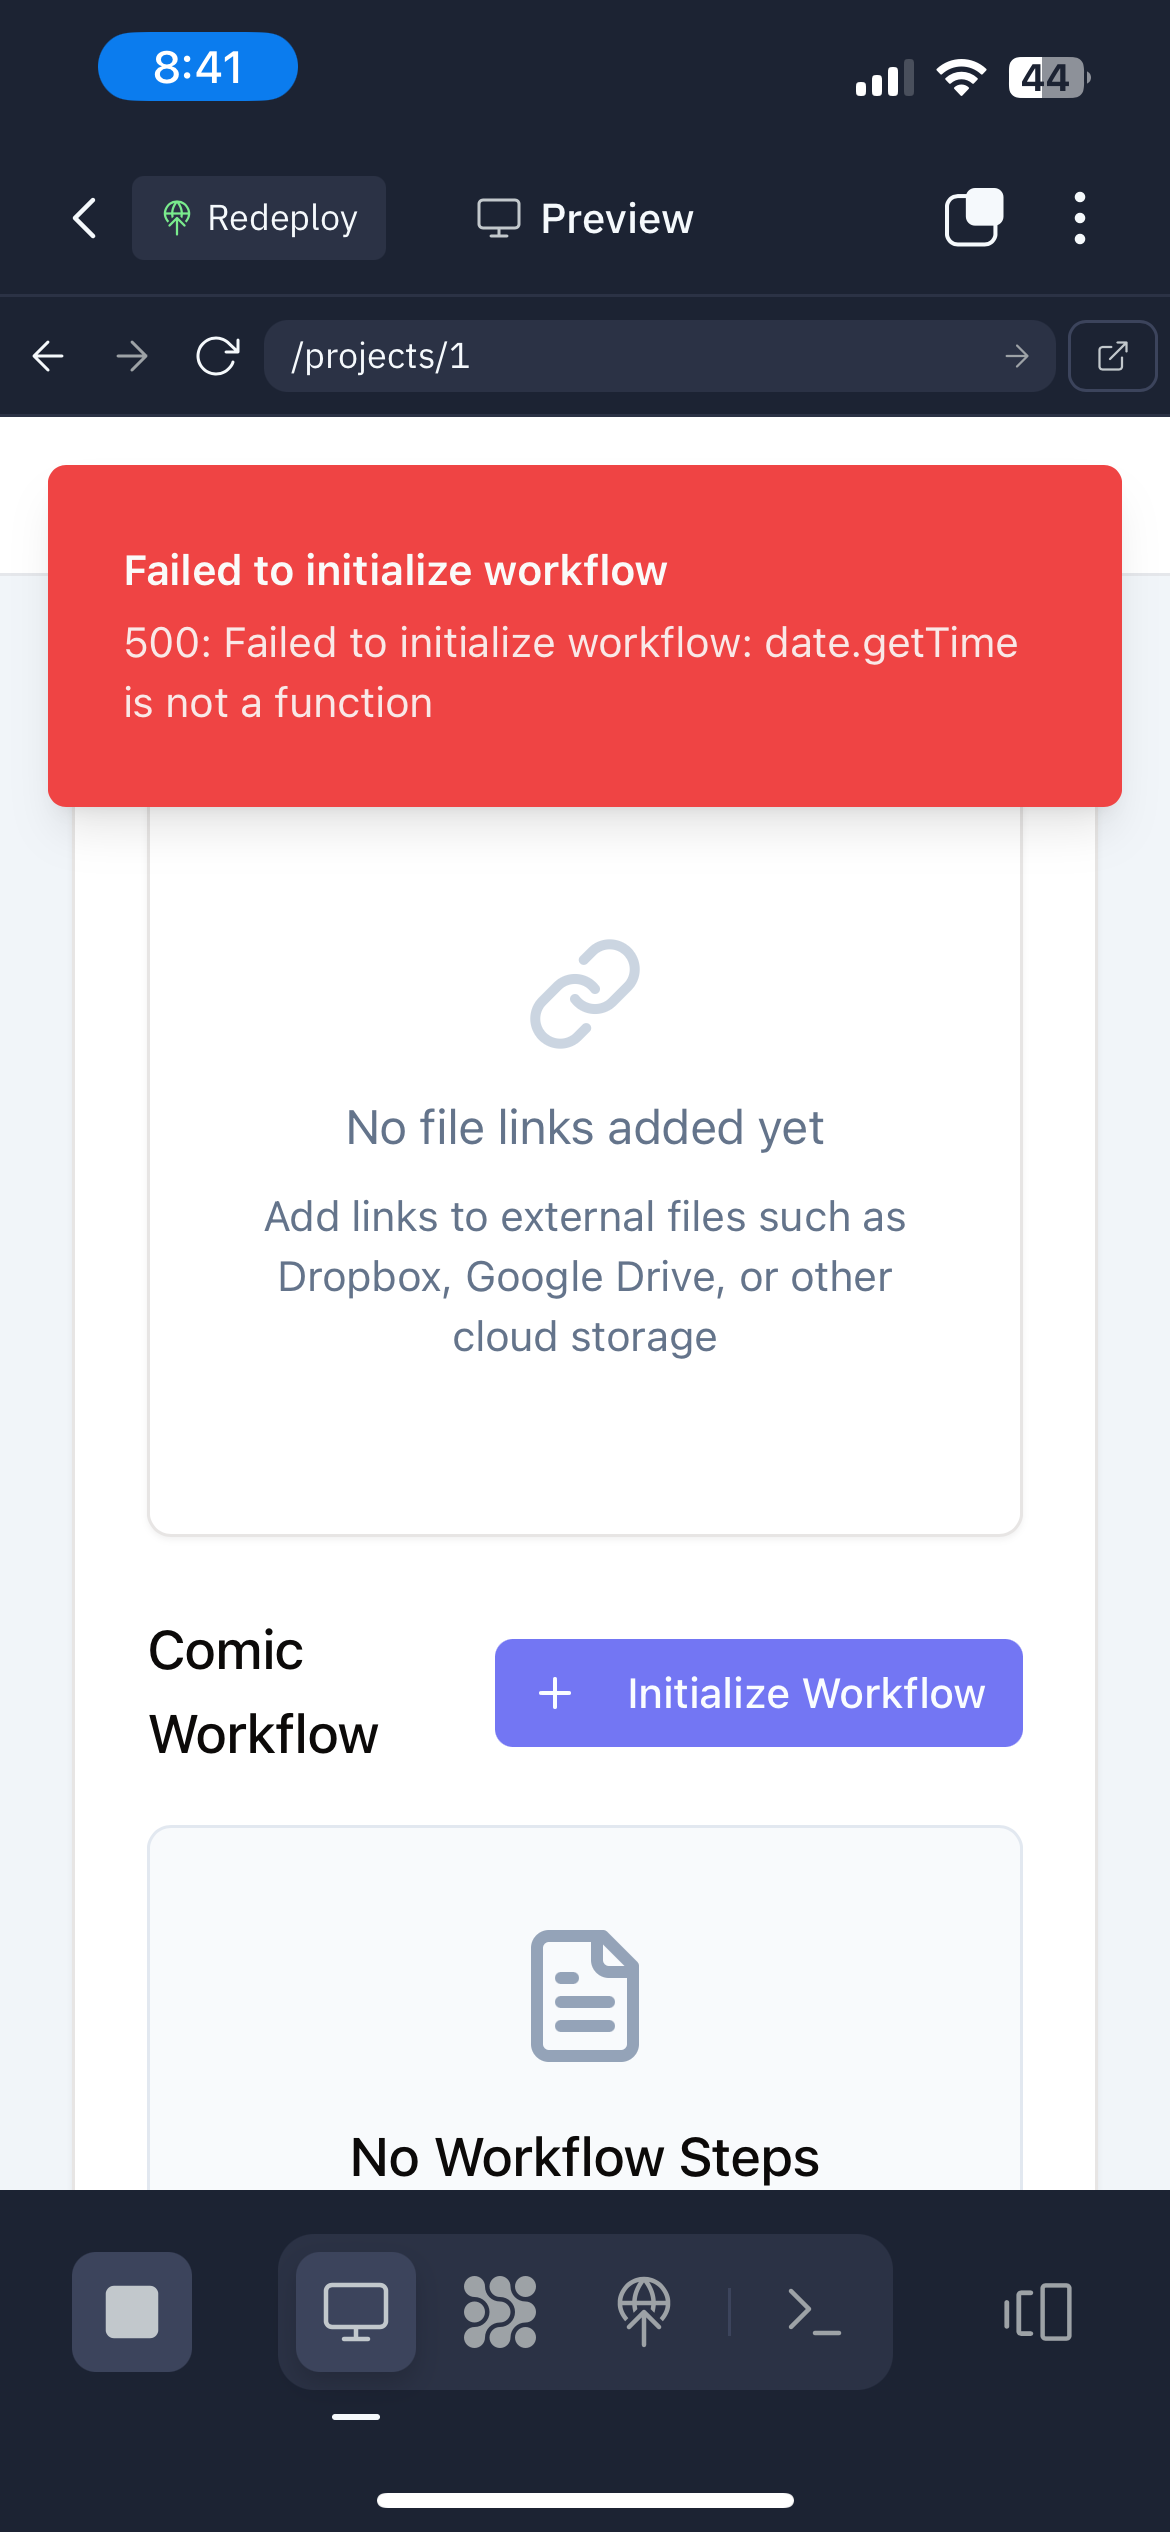 8:41
44
Redeploy
Preview
/projects/1
Failed to initialize workflow
500: Failed to initialize workflow: date.getTime
is not a function
No file links added yet
Add links to external files such as
Dropbox, Google Drive, or other
cloud storage
Comic
Workflow
Initialize Workflow
No Workflow Steps